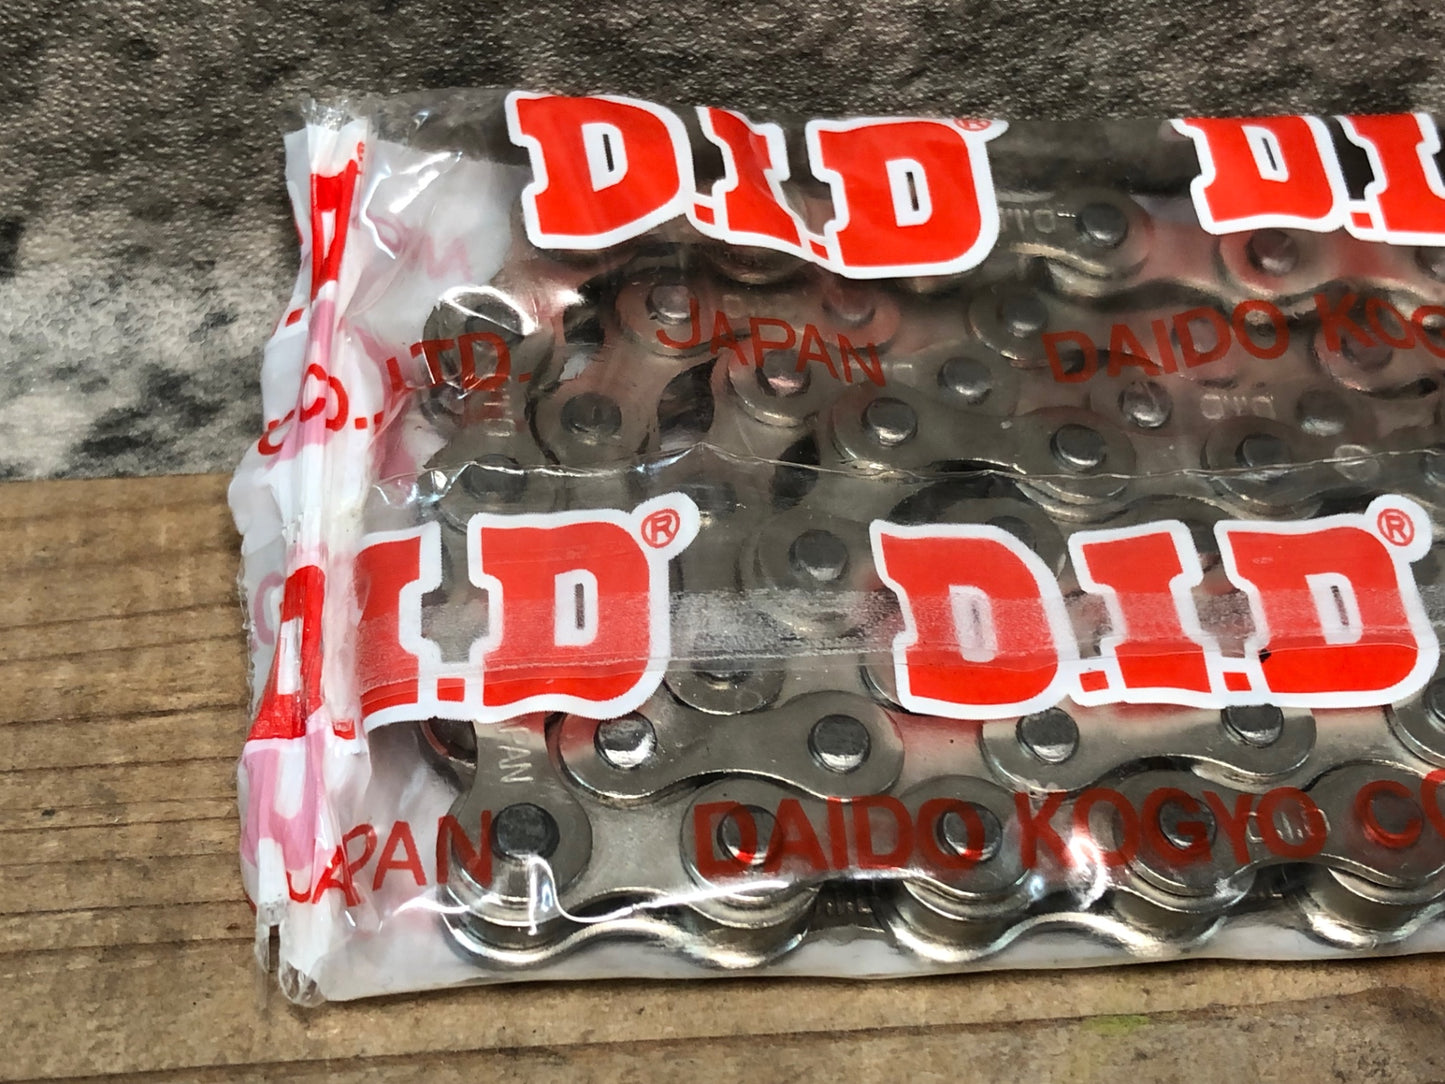 D.I.D® D.I
CO.,LTD. JAPAN DAIDO KOG
I.D® D.I.D®
JAPAN DAIDO KOGYO CO